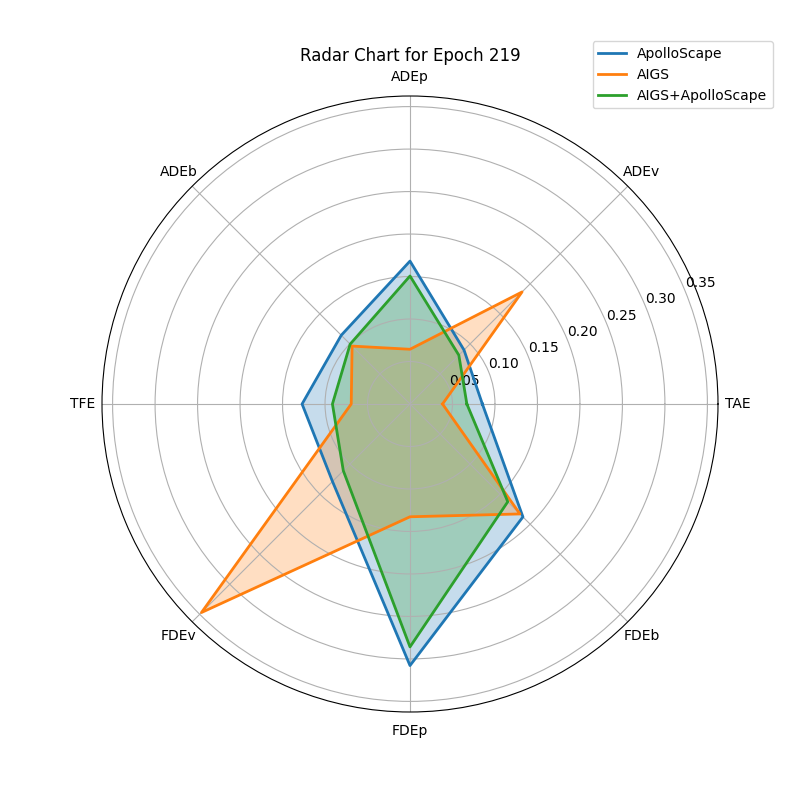 Radar Chart for Epoch 219
ApolloScape
AIGS
AIGS+ApolloScape
ADEp
ADEb
ADEv
0.35
0.30
0.25
0.20
0.15
0.10
0.05
TFE
TAE
FDEv
FDEb
FDEp